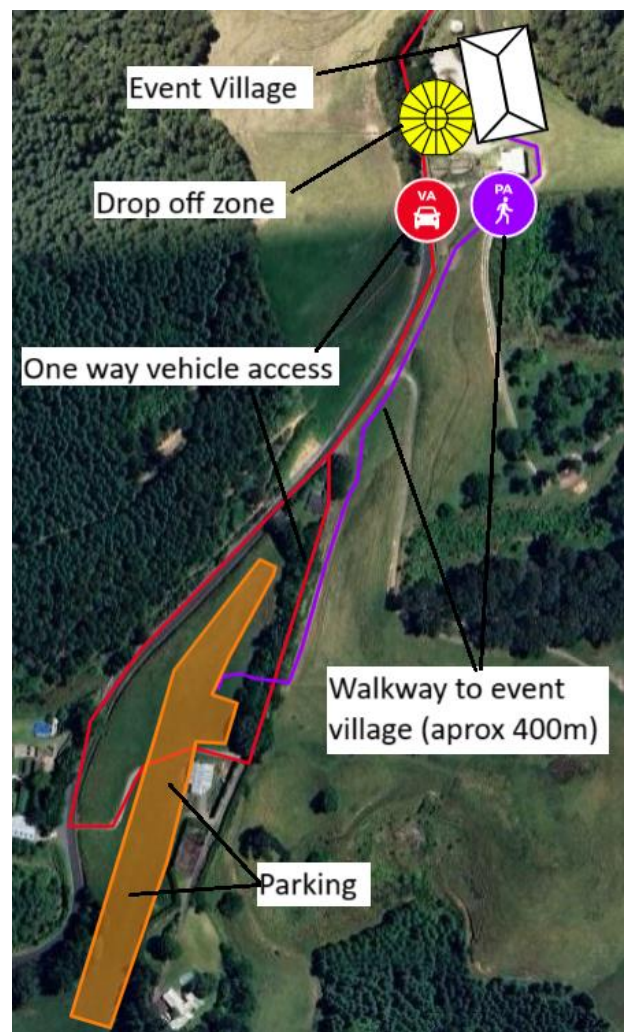 Event Village
VA
PA
Drop off zone
One way vehicle access
Walkway to event
village (aprox 400m)
Parking